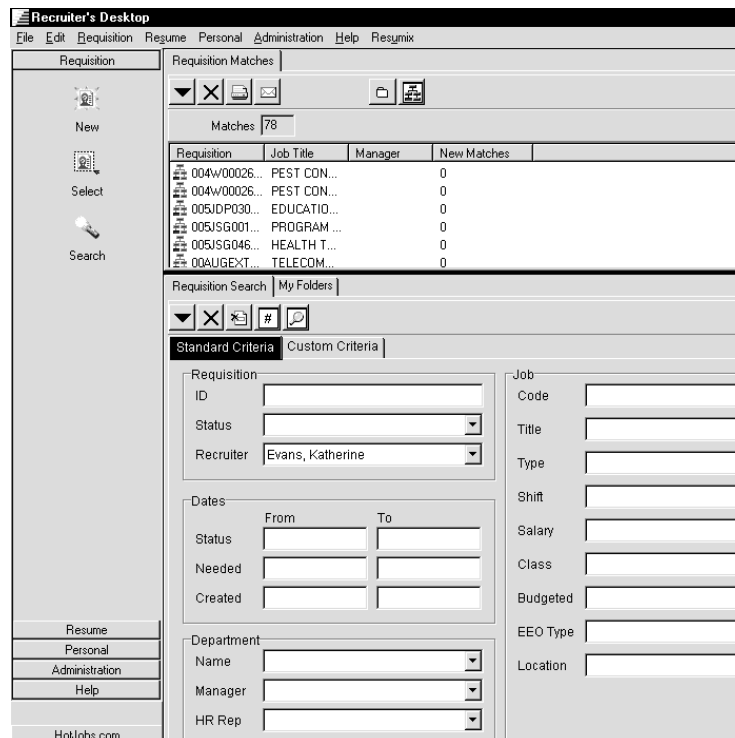 Recruiter's Desktop
File Edit Requisition Resume Personal Administration Help Resumix
Requisition
New
Select
Search
Resume
Personal
Administration
Help
HotJobs.com
Requisition Matches
Matches 78
Requisition Job Title Manager New Matches
004W00026... PEST CON... 0
004W00026... PEST CON... 0
005JDP030... EDUCATIO... 0
005JSG001... PROGRAM ... 0
005JSG046... HEALTH T... 0
00AUGEXT... TELECOM... 0
Requisition Search My Folders
#
Standard Criteria Custom Criteria
Requisition
ID
Status
Recruiter Evans, Katherine
Dates
From To
Status
Needed
Created
Department
Name
Manager
HR Rep
Job
Code
Title
Type
Shift
Salary
Class
Budgeted
EEO Type
Location